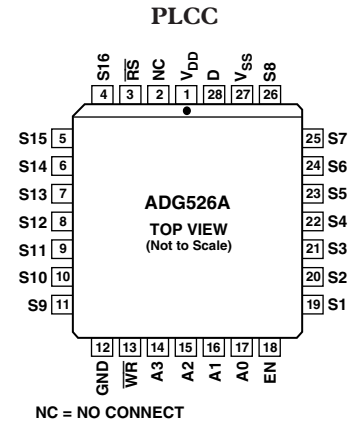 PLCC
S16 R̅S̅ NC VDD D VSS S8
4 3 2 1 28 27 26
S15 5 25 S7
S14 6 24 S6
S13 7 23 S5
S12 8 22 S4
S11 9 21 S3
S10 10 20 S2
S9 11 19 S1
ADG526A
TOP VIEW
(Not to Scale)
12 13 14 15 16 17 18
GND W̅R̅ A3 A2 A1 A0 EN
NC = NO CONNECT